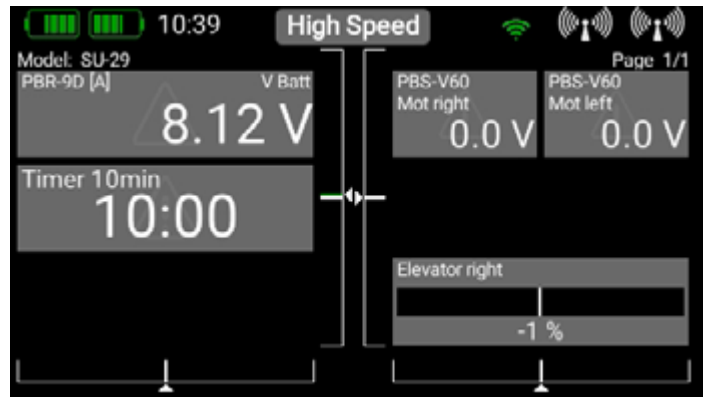 10:39
High Speed
Model: SU-29
Page 1/1
PBR-9D [A]
V Batt
8.12 V
PBS-V60
Mot right
0.0 V
PBS-V60
Mot left
0.0 V
Timer 10min
10:00
Elevator right
-1 %